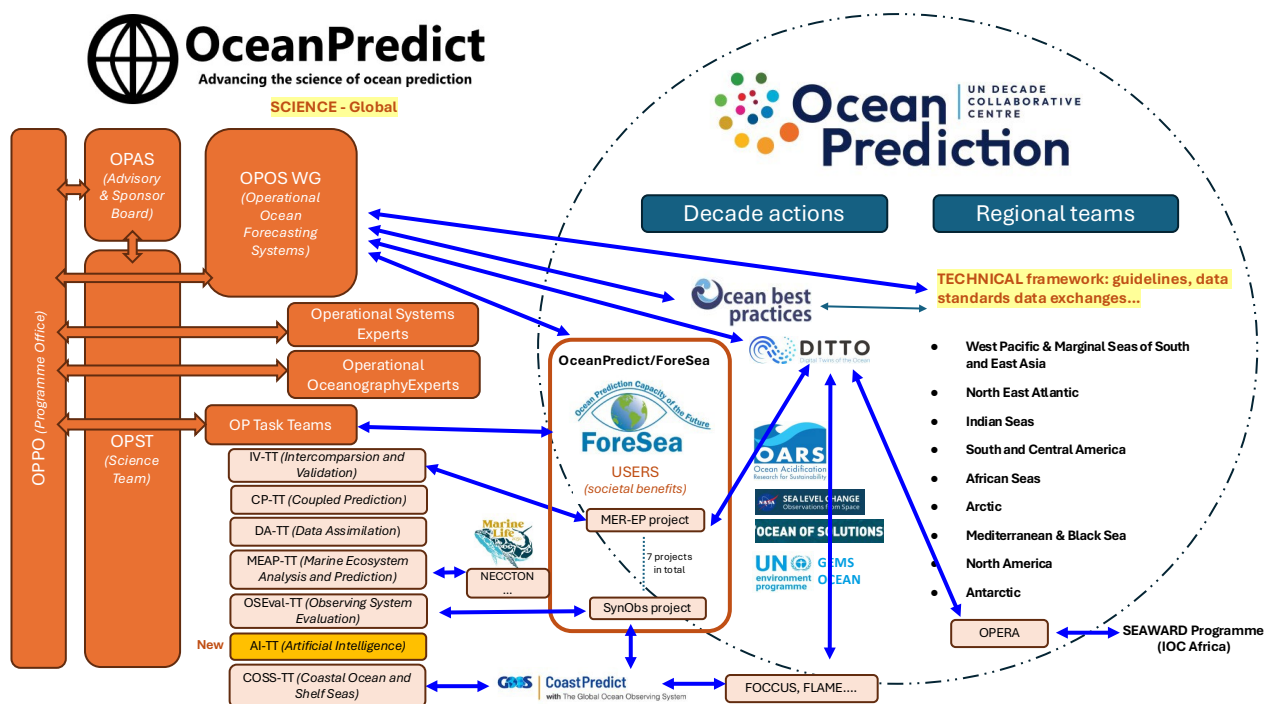 OceanPredict
Advancing the science of ocean prediction
SCIENCE - Global
OPPO (Programme Office)
OPAS
(Advisory
& Sponsor
Board)
OPST
(Science
Team)
OPOS WG
(Operational
Ocean
Forecasting
Systems)
Operational Systems
Experts
Operational
OceanographyExperts
OP Task Teams
IV-TT (Intercomparsion and
Validation)
CP-TT (Coupled Prediction)
DA-TT (Data Assimilation)
MEAP-TT (Marine Ecosystem
Analysis and Prediction)
OSEval-TT (Observing System
Evaluation)
New
AI-TT (Artificial Intelligence)
COSS-TT (Coastal Ocean and
Shelf Seas)
Marine
Life
NECCTON
...
OceanPredict/ForeSea
Ocean Prediction Capacity of the Future
ForeSea
USERS
(societal benefits)
MER-EP project
7 projects
in total
SynObs project
GOOS
CoastPredict
with The Global Ocean Observing System
FOCCUS, FLAME....
Ocean
Prediction
UN DECADE
COLLABORATIVE
CENTRE
Decade actions
Regional teams
Ocean best
practices
DITTO
Digital Twins of the Ocean
OARS
Ocean Acidification
Research for Sustainability
NASA
SEA LEVEL CHANGE
Observations from Space
OCEAN OF SOLUTIONS
UN
environment
programme
GEMS
OCEAN
TECHNICAL framework: guidelines, data
standards data exchanges...
● West Pacific & Marginal Seas of South
and East Asia
● North East Atlantic
● Indian Seas
● South and Central America
● African Seas
● Arctic
● Mediterranean & Black Sea
● North America
● Antarctic
OPERA
SEAWARD Programme
(IOC Africa)